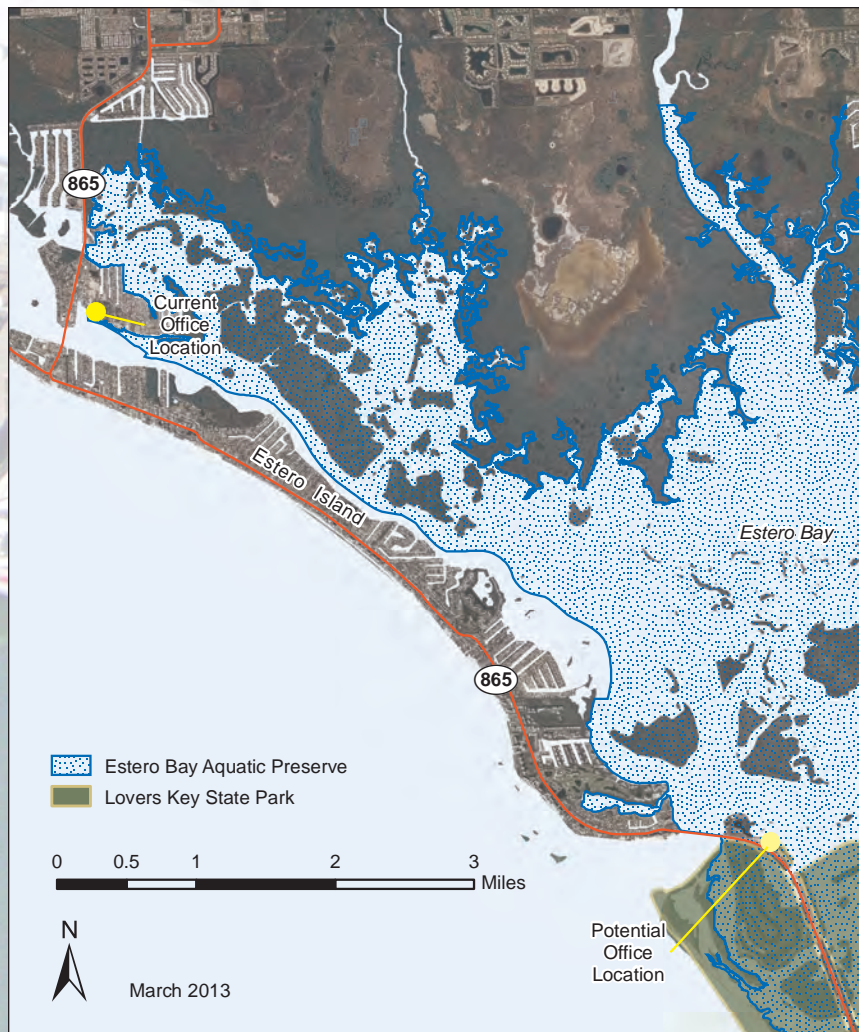 865
Current
Office
Location
Estero Island
Estero Bay
865
Estero Bay Aquatic Preserve
Lovers Key State Park
0 0.5 1 2 3
Miles
N
March 2013
Potential
Office
Location